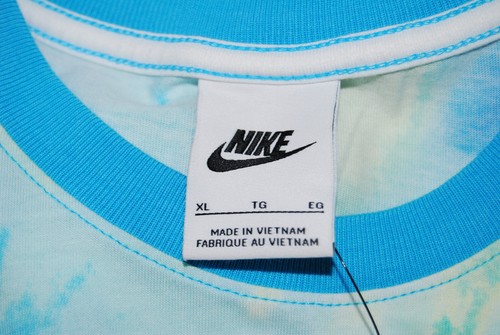 NIKE
XL TG EG
MADE IN VIETNAM
FABRIQUE AU VIETNAM